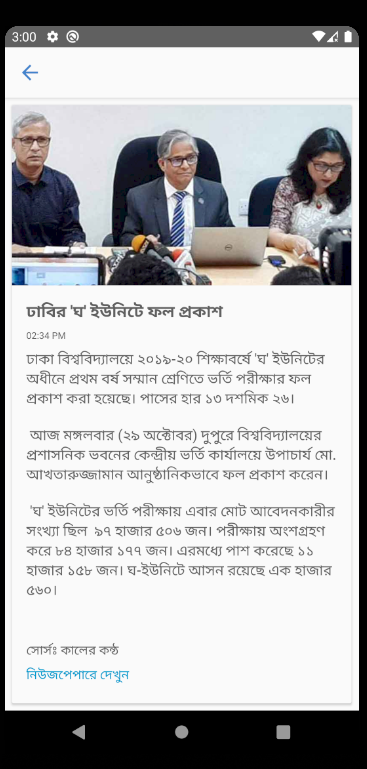 3:00
ঢাবির 'ঘ' ইউনিটে ফল প্রকাশ
02:34 PM
ঢাকা বিশ্ববিদ্যালয়ে ২০১৯-২০ শিক্ষাবর্ষে 'ঘ' ইউনিটের
অধীনে প্রথম বর্ষ সম্মান শ্রেণিতে ভর্তি পরীক্ষার ফল
প্রকাশ করা হয়েছে। পাসের হার ১৩ দশমিক ২৬।
আজ মঙ্গলবার (২৯ অক্টোবর) দুপুরে বিশ্ববিদ্যালয়ের
প্রশাসনিক ভবনের কেন্দ্রীয় ভর্তি কার্যালয়ে উপাচার্য মো.
আখতারুজ্জামান আনুষ্ঠানিকভাবে ফল প্রকাশ করেন।
'ঘ' ইউনিটের ভর্তি পরীক্ষায় এবার মোট আবেদনকারীর
সংখ্যা ছিল ৯৭ হাজার ৫০৬ জন। পরীক্ষায় অংশগ্রহণ
করে ৮৪ হাজার ১৭৭ জন। এরমধ্যে পাশ করেছে ১১
হাজার ১৫৮ জন। ঘ-ইউনিটে আসন রয়েছে এক হাজার
৫৬০।
সোর্সঃ কালের কন্ঠ
নিউজপেপারে দেখুন